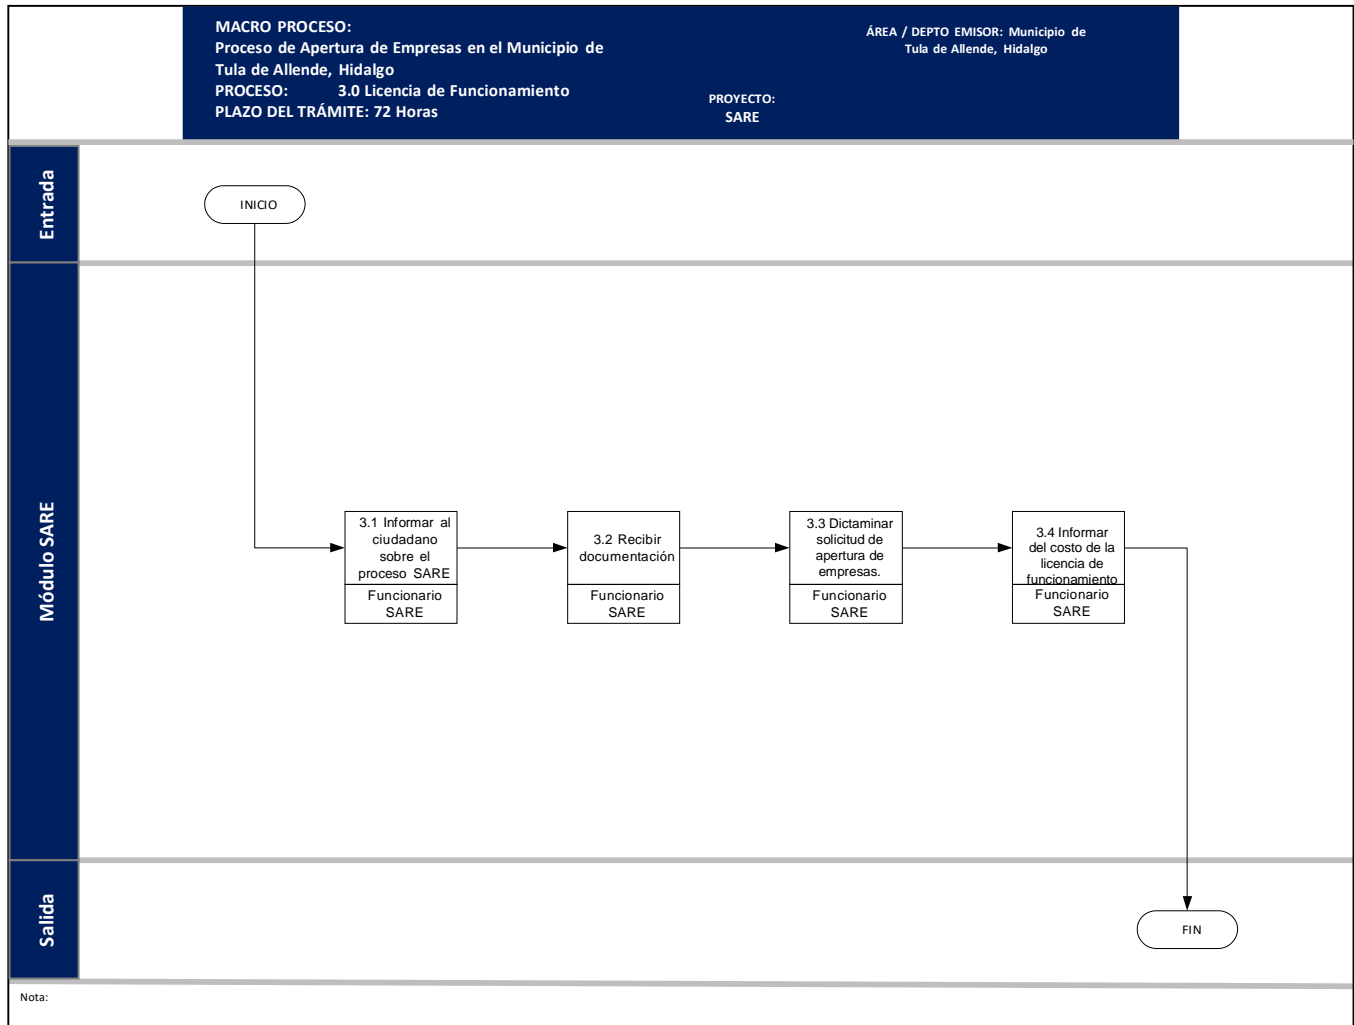 MACRO PROCESO:
Proceso de Apertura de Empresas en el Municipio de
Tula de Allende, Hidalgo
PROCESO: 3.0 Licencia de Funcionamiento
PLAZO DEL TRÁMITE: 72 Horas
PROYECTO:
SARE
ÁREA / DEPTO EMISOR: Municipio de
Tula de Allende, Hidalgo
Entrada
INICIO
Módulo SARE
3.1 Informar al
ciudadano
sobre el
proceso SARE
Funcionario
SARE
3.2 Recibir
documentación
Funcionario
SARE
3.3 Dictaminar
solicitud de
apertura de
empresas.
Funcionario
SARE
3.4 Informar
del costo de la
licencia de
funcionamiento
Funcionario
SARE
Salida
FIN
Nota: